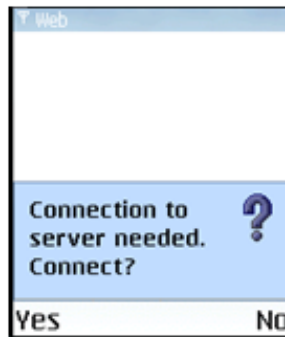 Web
Connection to
server needed.
Connect?
Yes No